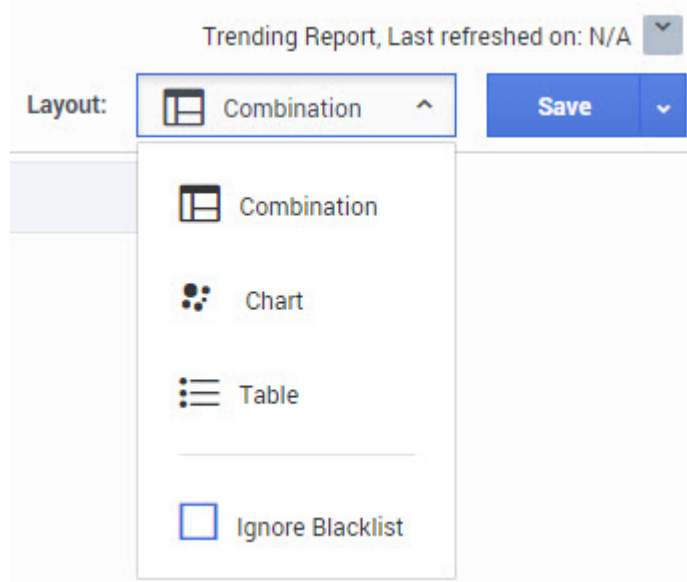 Trending Report, Last refreshed on: N/A
Layout: Combination Save
Combination
Chart
Table
Ignore Blacklist